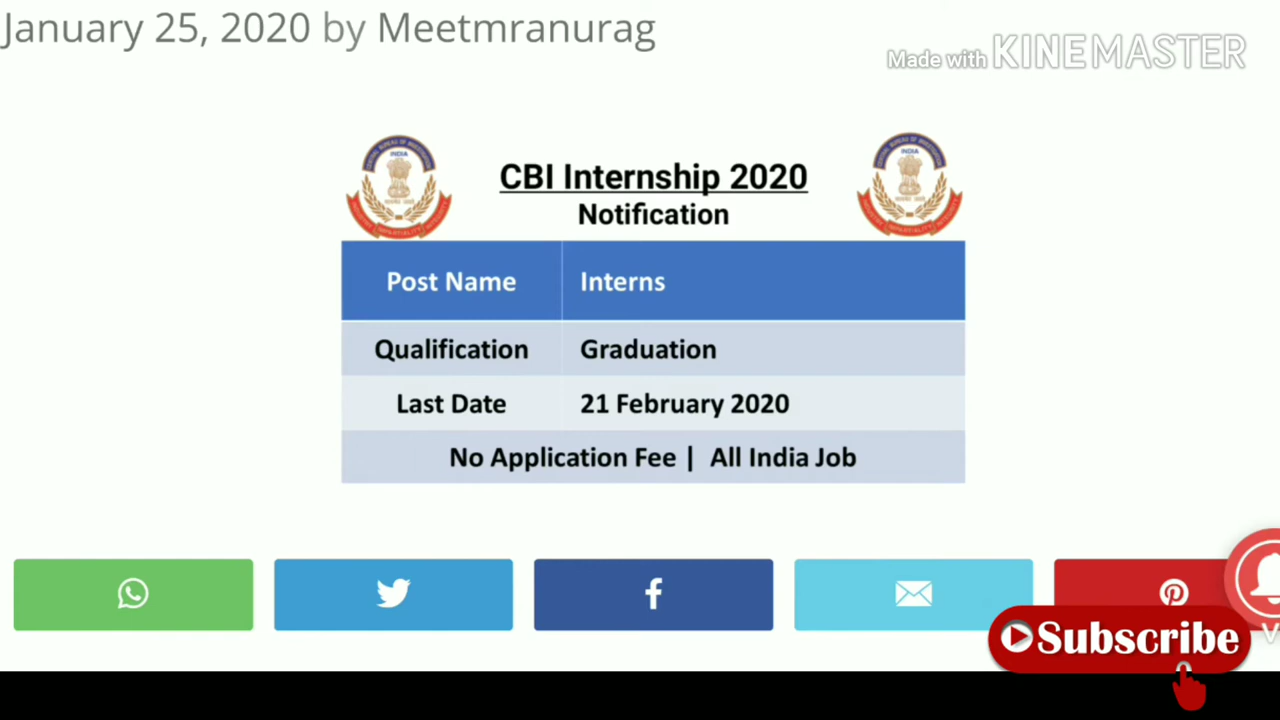 January 25, 2020 by Meetmranurag
Made with KINEMASTER
CBI Internship 2020
Notification
Post Name Interns
Qualification Graduation
Last Date 21 February 2020
No Application Fee | All India Job
Subscribe